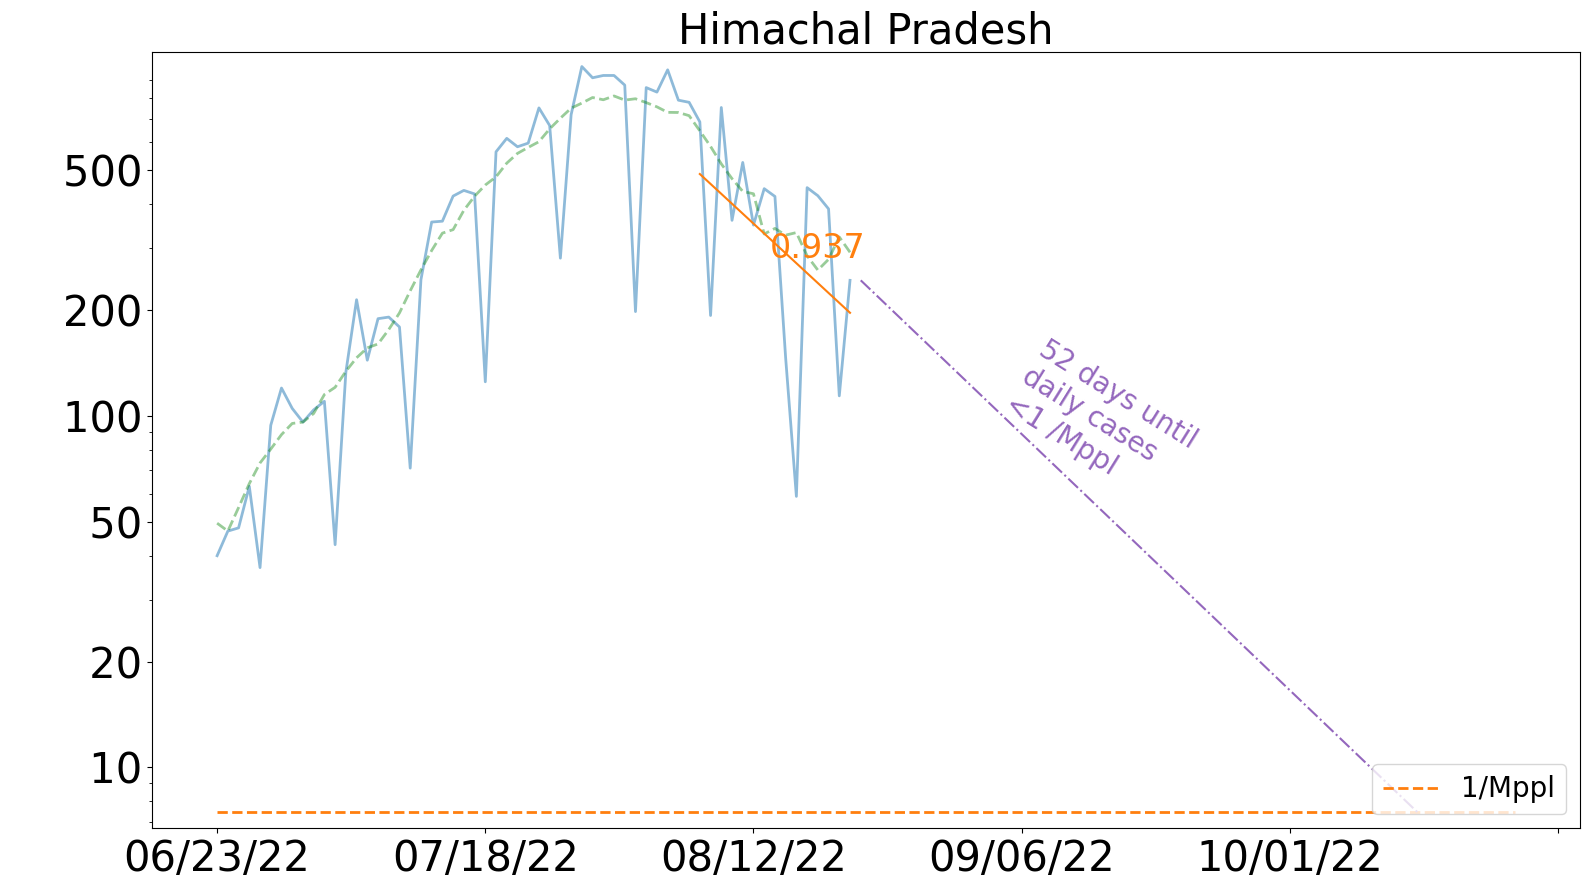 Himachal Pradesh
500
200
100
50
20
10
0.937
52 days until
daily cases
<1 /Mppl
1/Mppl
06/23/22
07/18/22
08/12/22
09/06/22
10/01/22